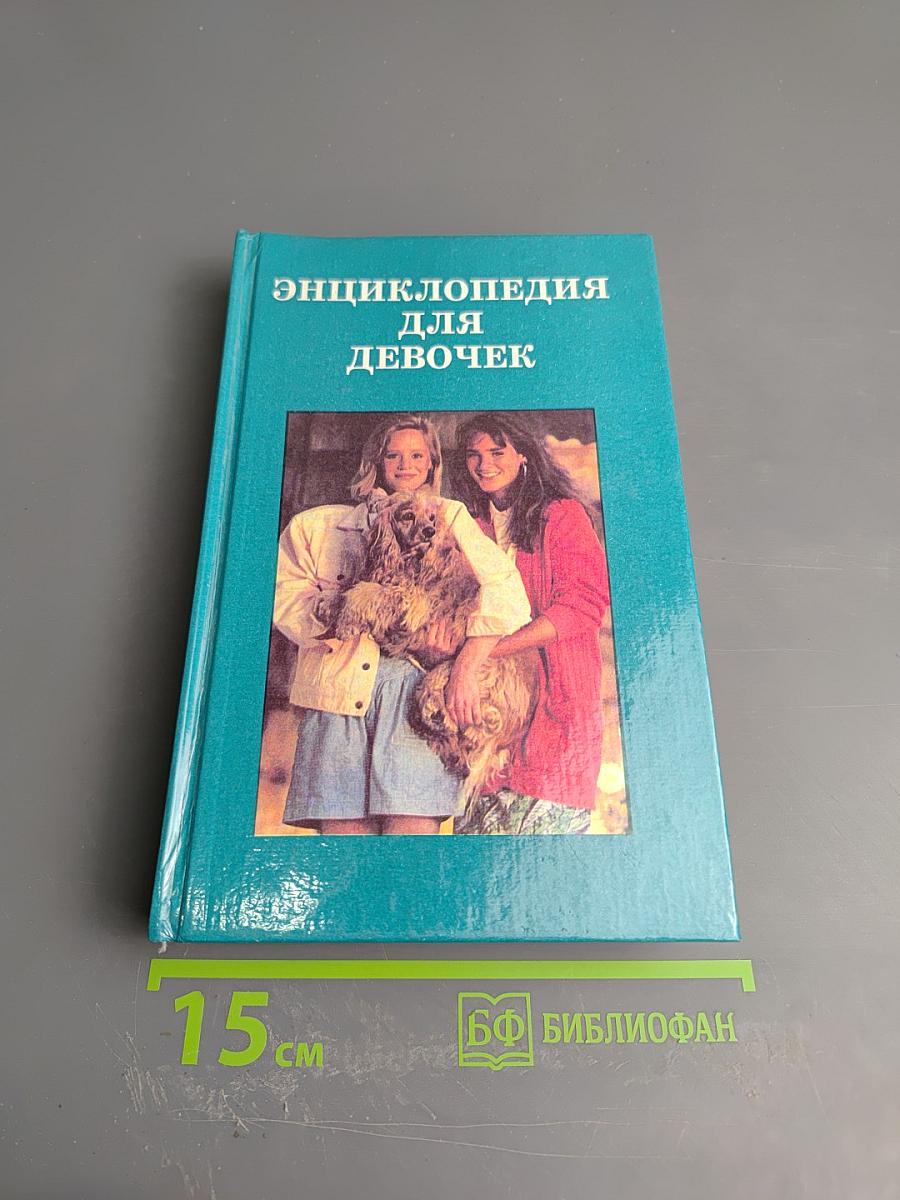 ЭНЦИКЛОПЕДИЯ
ДЛЯ
ДЕВОЧЕК
15 см
БФ БИБЛИОФАН